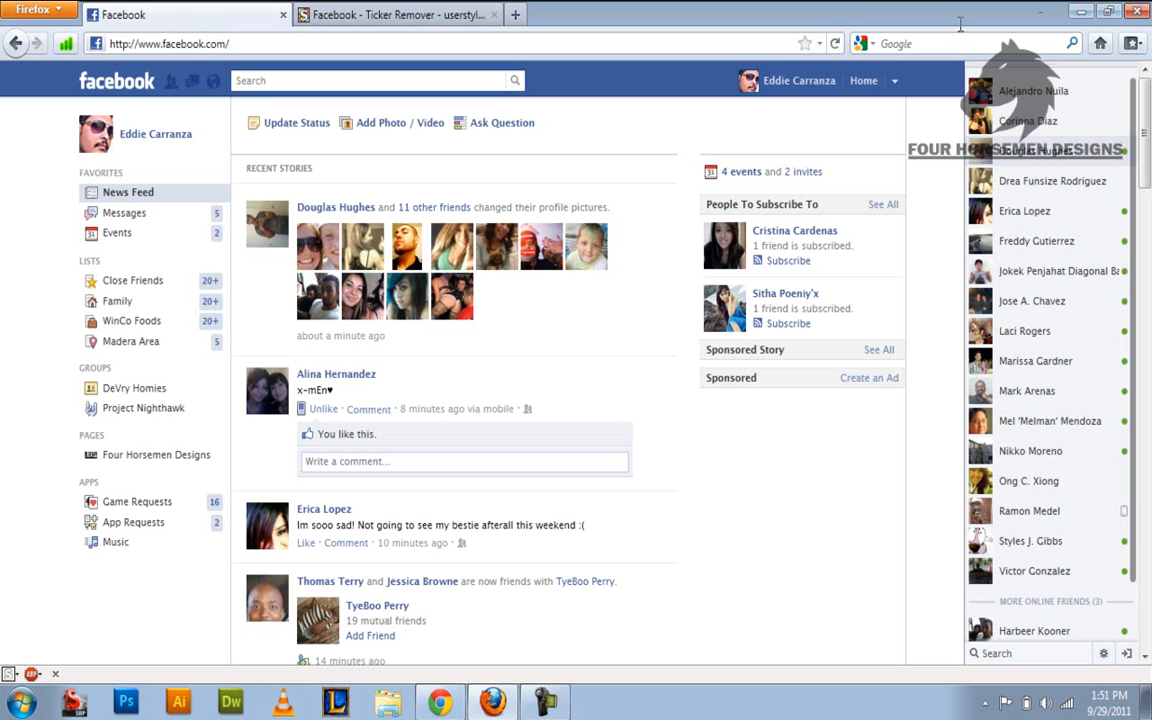 Firefox
Facebook
Facebook - Ticker Remover - userstyl...
http://www.facebook.com/
Google
facebook
Search
Eddie Carranza
Home
Eddie Carranza
FAVORITES
News Feed
Messages 5
Events 2
LISTS
Close Friends 20+
Family 20+
WinCo Foods 20+
Madera Area 5
GROUPS
DeVry Homies
Project Nighthawk
PAGES
Four Horsemen Designs
APPS
Game Requests 16
App Requests 2
Music
Update Status
Add Photo / Video
Ask Question
RECENT STORIES
Douglas Hughes and 11 other friends changed their profile pictures.
about a minute ago
Alina Hernandez
x-mEn♥
Unlike · Comment · 8 minutes ago via mobile ·
You like this.
Write a comment...
Erica Lopez
Im sooo sad! Not going to see my bestie afterall this weekend :(
Like · Comment · 10 minutes ago ·
Thomas Terry and Jessica Browne are now friends with TyeBoo Perry.
TyeBoo Perry
19 mutual friends
Add Friend
14 minutes ago
4 events and 2 invites
People To Subscribe To See All
Cristina Cardenas
1 friend is subscribed.
Subscribe
Sitha Poeniy'x
1 friend is subscribed.
Subscribe
Sponsored Story See All
Sponsored Create an Ad
Alejandro Nuila
Corinna Diaz
FOUR HORSEMEN DESIGNS
Douglas Hughes
Drea Funsize Rodriguez
Erica Lopez
Freddy Gutierrez
Jokek Penjahat Diagonal Ba
Jose A. Chavez
Laci Rogers
Marissa Gardner
Mark Arenas
Mel 'Melman' Mendoza
Nikko Moreno
Ong C. Xiong
Ramon Medel
Styles J. Gibbs
Victor Gonzalez
MORE ONLINE FRIENDS (3)
Harbeer Kooner
Search
S
ABP
SBP
Ps
Ai
Dw
L
1:51 PM
9/29/2011